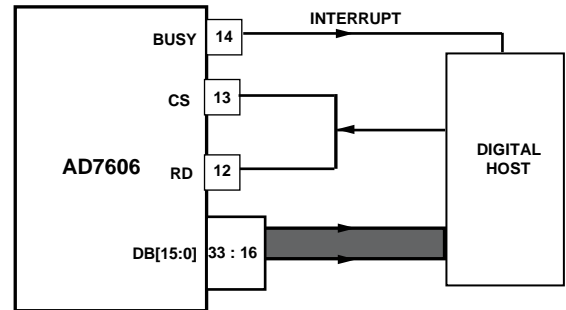 INTERRUPT
BUSY 14
CS 13
AD7606
RD 12
DIGITAL
HOST
DB[15:0] 33 : 16